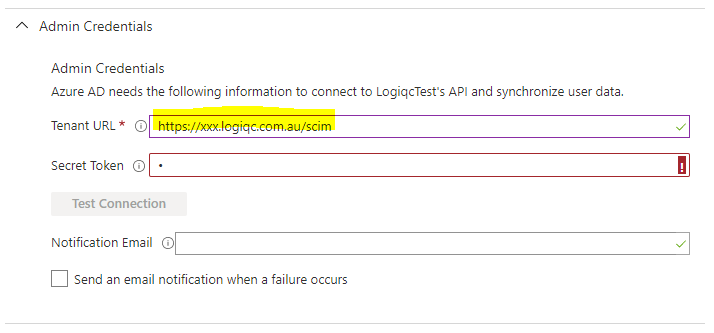 Admin Credentials
Admin Credentials
Azure AD needs the following information to connect to LogiqcTest's API and synchronize user data.
Tenant URL * https://xxx.logiqc.com.au/scim
Secret Token •
Test Connection
Notification Email
Send an email notification when a failure occurs